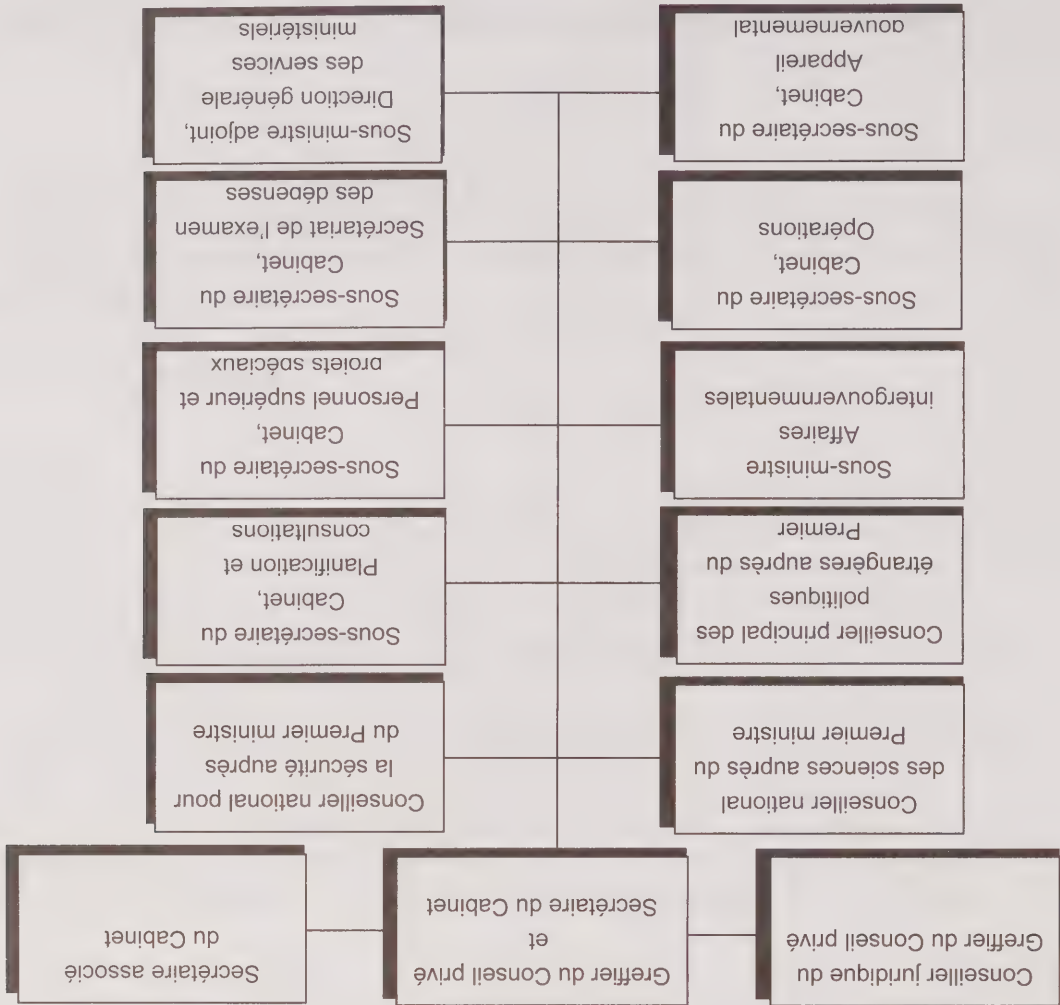 Conseiller juridique du
Greffier du Conseil privé
Greffier du Conseil privé
et
Secrétaire du Cabinet
Secrétaire associé
du Cabinet
Conseiller national
des sciences auprès du
Premier ministre
Conseiller national pour
la sécurité auprès
du Premier ministre
Conseiller principal des
politiques
étrangères auprès du
Premier
Sous-secrétaire du
Cabinet,
Planification et
consultations
Sous-ministre
Affaires
intergouvernmentales
Sous-secrétaire du
Cabinet,
Personnel supérieur et
projets spéciaux
Sous-secrétaire du
Cabinet,
Opérations
Sous-secrétaire du
Cabinet,
Secrétariat de l'examen
des dépenses
Sous-secrétaire du
Cabinet,
Appareil
gouvernemental
Sous-ministre adjoint,
Direction générale
des services
ministériels